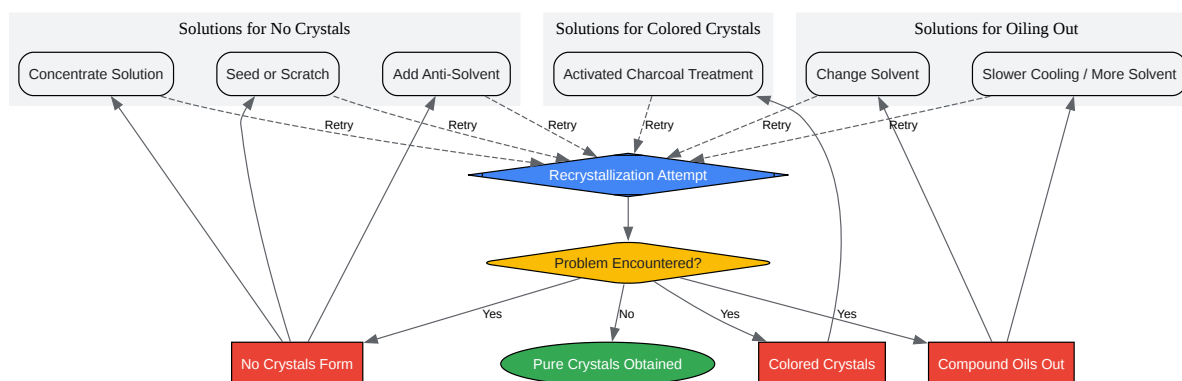 Solutions for No Crystals
Solutions for Colored Crystals
Solutions for Oiling Out
Concentrate Solution
Seed or Scratch
Add Anti-Solvent
Activated Charcoal Treatment
Change Solvent
Slower Cooling / More Solvent
Retry
Retry
Retry
Retry
Retry
Retry
Recrystallization Attempt
Problem Encountered?
Yes
No
Yes
Yes
No Crystals Form
Pure Crystals Obtained
Colored Crystals
Compound Oils Out